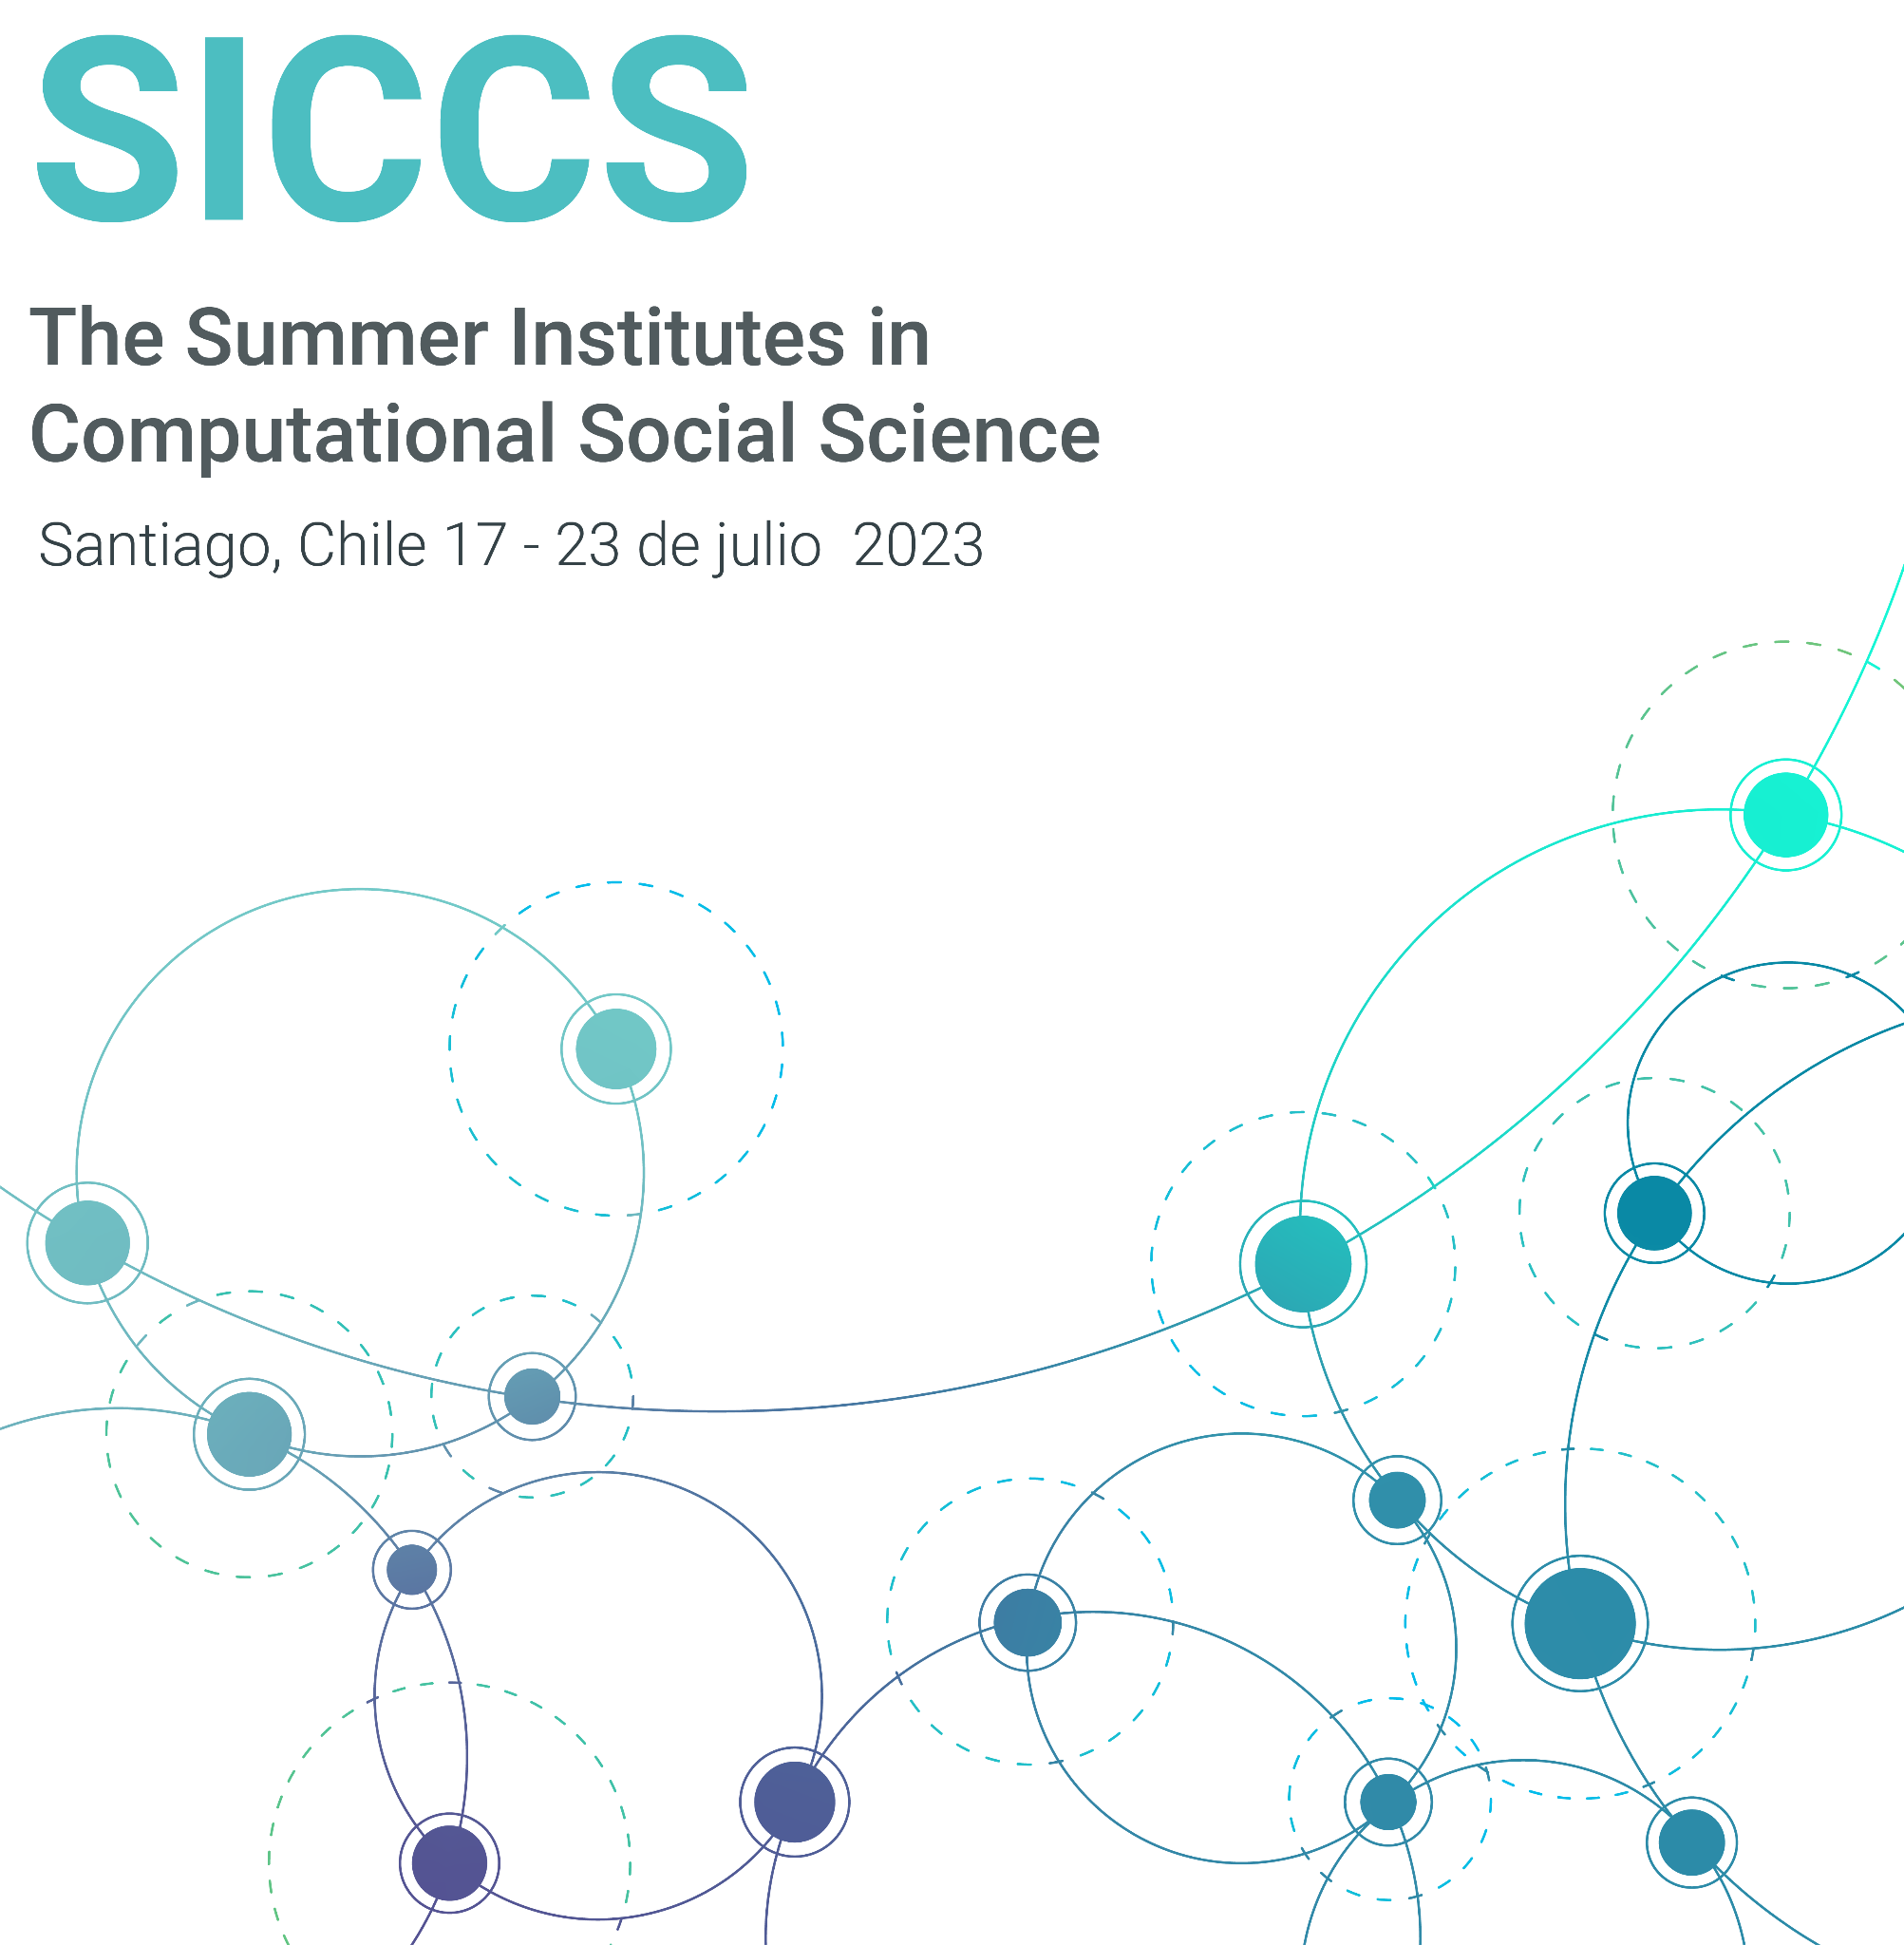 SICCS
The Summer Institutes in
Computational Social Science
Santiago, Chile 17 - 23 de julio 2023